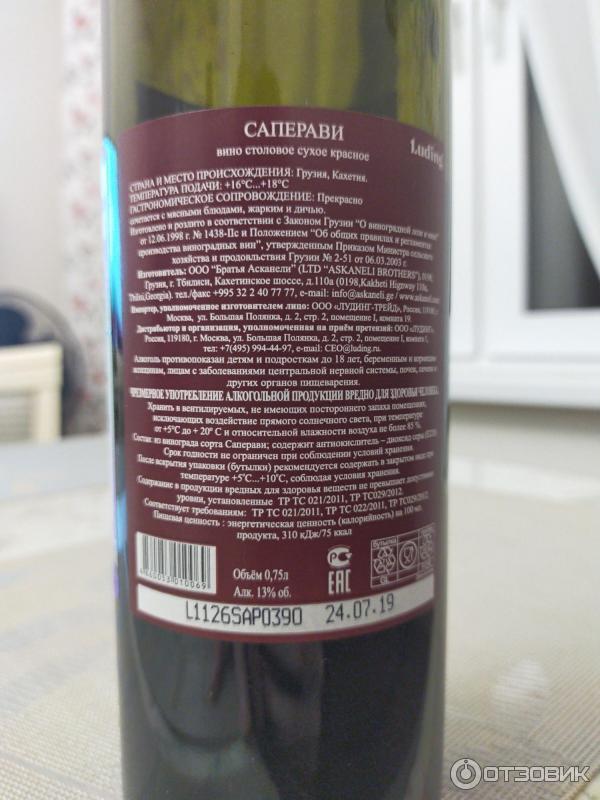 САПЕРАВИ
Luding
вино столовое сухое красное
СТРАНА И МЕСТО ПРОИСХОЖДЕНИЯ: Грузия, Кахетия.
ТЕМПЕРАТУРА ПОДАЧИ: +16°C...+18°C
ГАСТРОНОМИЧЕСКОЕ СОПРОВОЖДЕНИЕ: Прекрасно
сочетается с мясными блюдами, жарким и дичью.
Изготовлено и розлито в соответствии с Законом Грузии "О виноградной лозе и вине"
от 12.06.1998 г. № 1438-IIс и Положением "Об общих правилах и регламентации
производства виноградных вин", утвержденным Приказом Министра сельского
хозяйства и продовольствия Грузии № 2-51 от 06.03.2003 г.
Изготовитель: ООО "Братья Асканели" (LTD "ASKANELI BROTHERS"), 0198,
Грузия, г. Тбилиси, Кахетинское шоссе, д.110а (0198,Kakheti Highway 110a,
Tbilisi,Georgia). тел./факс +995 32 2 40 77 77, e-mail: info@askaneli.ge/www.askaneli.com
Импортер, уполномоченное изготовителем лицо: ООО «ЛУДИНГ-ТРЕЙД», Россия,
Москва, ул. Большая Полянка, д. 2, стр. 2, помещение I, комната 19.
Дистрибьютор и организация, уполномоченная на приём претензий: ООО "ЛУДИНГ",
Россия, 119180, г. Москва, ул. Большая Полянка, д. 2, стр. 2, помещение I, комната 1,
тел: +7(495) 994-44-97, e-mail: CEO@luding.ru.
Алкоголь противопоказан детям и подросткам до 18 лет, беременным и кормящим
женщинам, лицам с заболеваниями центральной нервной системы, почек, печени и
других органов пищеварения.
ЧРЕЗМЕРНОЕ УПОТРЕБЛЕНИЕ АЛКОГОЛЬНОЙ ПРОДУКЦИИ ВРЕДНО ДЛЯ ЗДОРОВЬЯ ЧЕЛОВЕКА.
Хранить в вентилируемых, не имеющих постороннего запаха помещениях,
исключающих воздействие прямого солнечного света, при температуре
от +5°C до + 20° C и относительной влажности воздуха не более 85 %.
Состав: из винограда сорта Саперави; содержит антиокислитель – диоксид серы (E220).
Срок годности не ограничен при соблюдении условий хранения.
После вскрытия упаковки (бутылки) рекомендуется сохранять в закрытом виде при
температуре +5°C...+10°C, соблюдая условия хранения.
Содержание в продукции вредных для здоровья веществ не превышает допустимые
уровни, установленные ТР ТС 021/2011, ТР ТС029/2012.
Соответствует требованиям: ТР ТС 021/2011, ТР ТС 022/2011, ТР ТС029/2012.
Пищевая ценность : энергетическая ценность (калорийность) на 100 мл.
продукта, 310 кДж/75 ккал
бутылка
Объём 0,75л
Алк. 13% об.
РС
EAC
4860053010069
L1126SAP0390 24.07.19
ОТЗОВИК